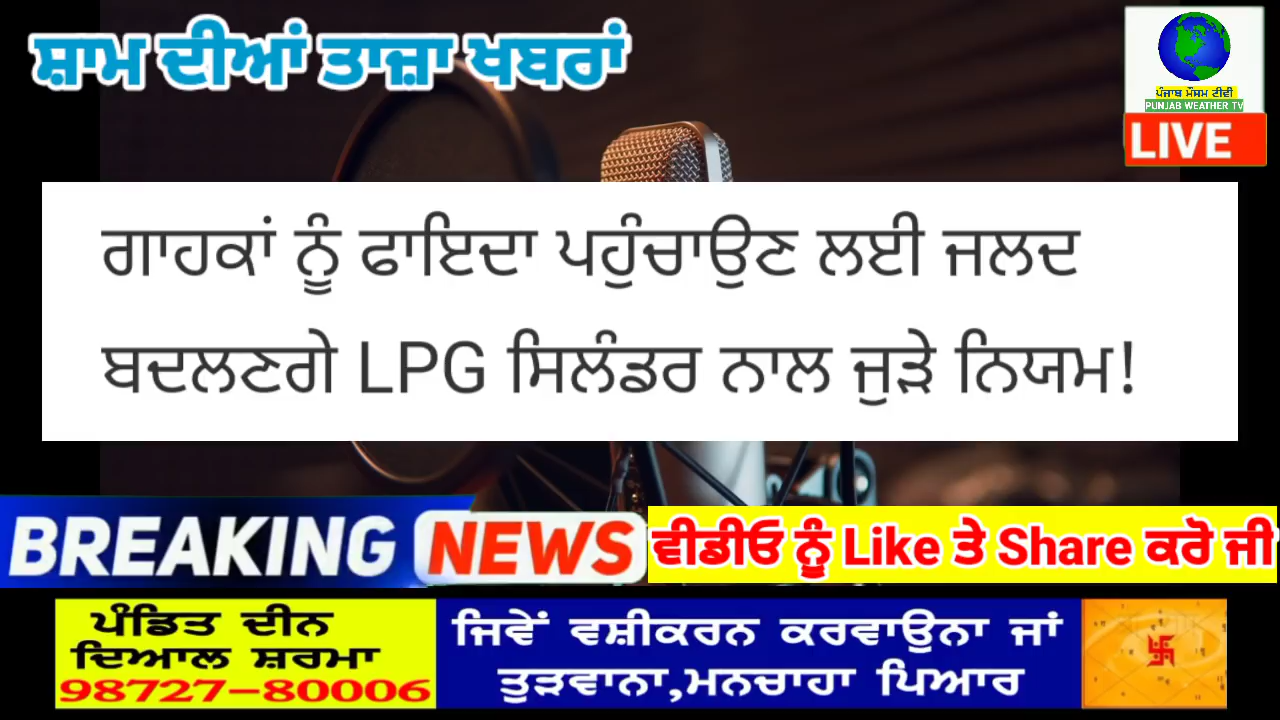 ਸ਼ਾਮ ਦੀਆਂ ਤਾਜ਼ਾ ਖਬਰਾਂ
ਪੰਜਾਬ ਮੌਸਮ ਟੀਵੀ
PUNJAB WEATHER TV
LIVE
ਗਾਹਕਾਂ ਨੂੰ ਫਾਇਦਾ ਪਹੁੰਚਾਉਣ ਲਈ ਜਲਦ
ਬਦਲਣਗੇ LPG ਸਿਲੰਡਰ ਨਾਲ ਜੁੜੇ ਨਿਯਮ!
BREAKING NEWS
ਵੀਡੀਓ ਨੂੰ Like ਤੇ Share ਕਰੋ ਜੀ
ਪੰਡਿਤ ਦੀਨ
ਦਿਆਲ ਸ਼ਰਮਾ
98727-80006
ਜਿਵੇਂ ਵਸ਼ੀਕਰਨ ਕਰਵਾਉਨਾ ਜਾਂ
ਤੁੜਵਾਨਾ,ਮਨਚਾਹਾ ਪਿਆਰ